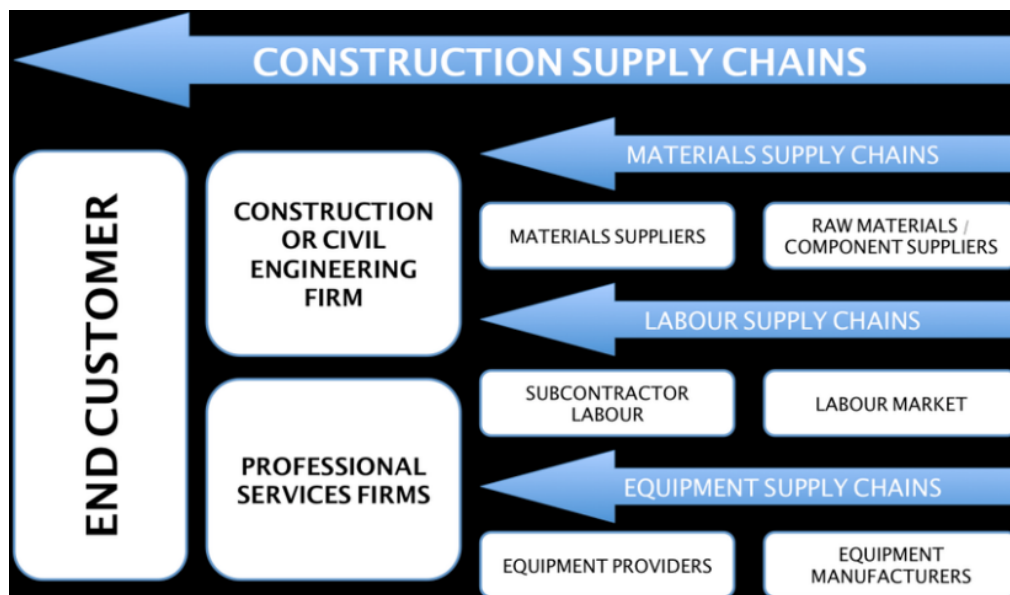 CONSTRUCTION SUPPLY CHAINS
END CUSTOMER
CONSTRUCTION
OR CIVIL
ENGINEERING
FIRM
PROFESSIONAL
SERVICES FIRMS
MATERIALS SUPPLY CHAINS
MATERIALS SUPPLIERS
RAW MATERIALS /
COMPONENT SUPPLIERS
LABOUR SUPPLY CHAINS
SUBCONTRACTOR
LABOUR
LABOUR MARKET
EQUIPMENT SUPPLY CHAINS
EQUIPMENT PROVIDERS
EQUIPMENT
MANUFACTURERS